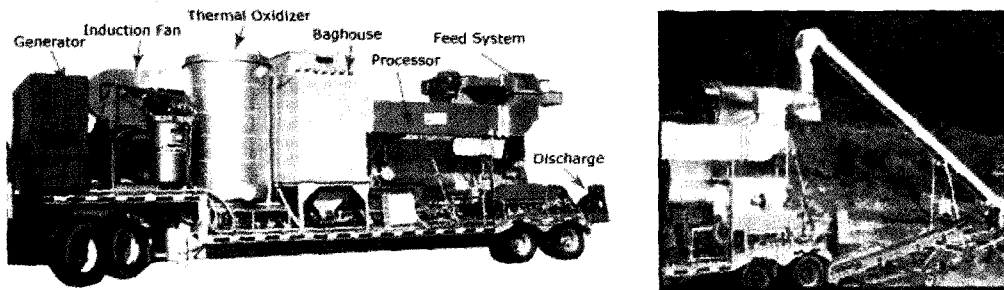 Thermal Oxidizer
Induction Fan
Generator
Baghouse
Feed System
Processor
Discharge